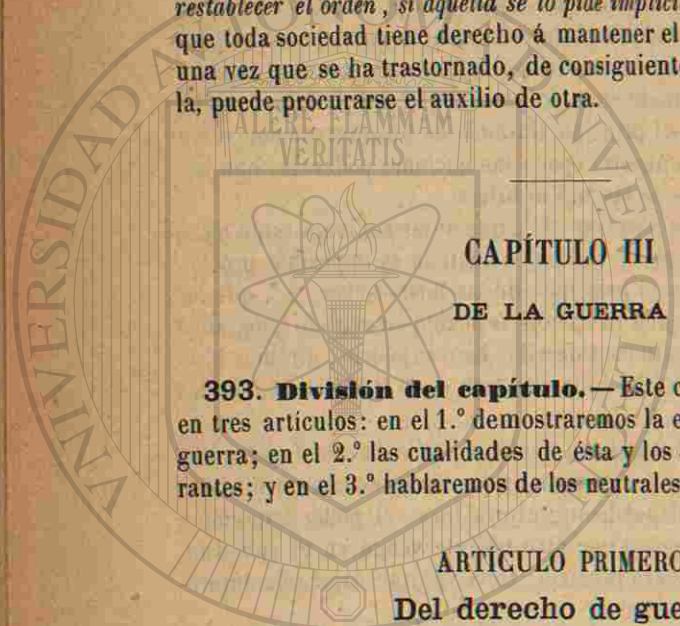 restablecer el orden, si aquella se lo pide
que toda sociedad tiene derecho á mantener el
una vez que se ha trastornado, de consiguiente
la, puede procurarse el auxilio de otra.
ALERE FLAMMAM
VERITATIS
CAPÍTULO III
DE LA GUERRA
393. División del capítulo.—Este
en tres artículos: en el 1.º demostraremos la
guerra; en el 2.º las cualidades de ésta y los
rantes; y en el 3.º hablaremos de los neutrales
ARTÍCULO PRIMERO
Del derecho de gue